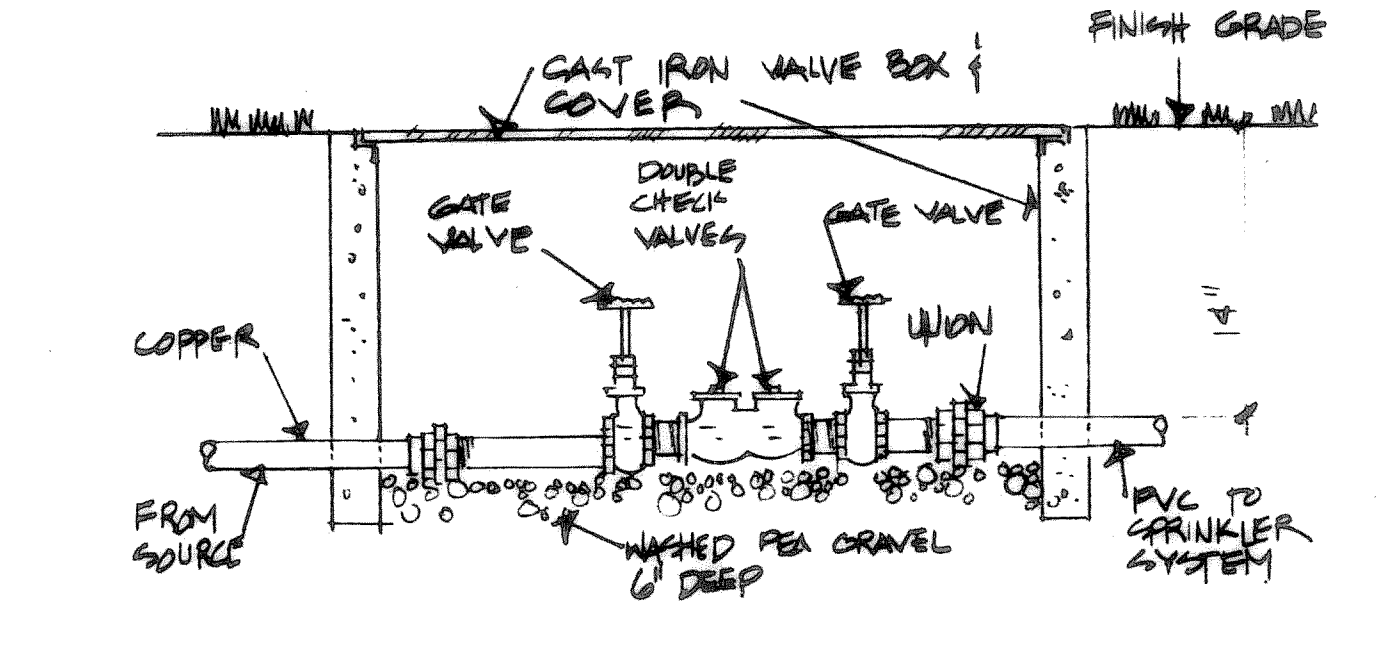 FINISH GRADE
CAST IRON VALVE BOX &
COVER
DOUBLE
CHECK
VALVES
GATE
VALVE
GATE VALVE
UNION
COPPER
FROM
SOURCE
WASHED PEA GRAVEL
6" DEEP
PVC TO
SPRINKLER
SYSTEM